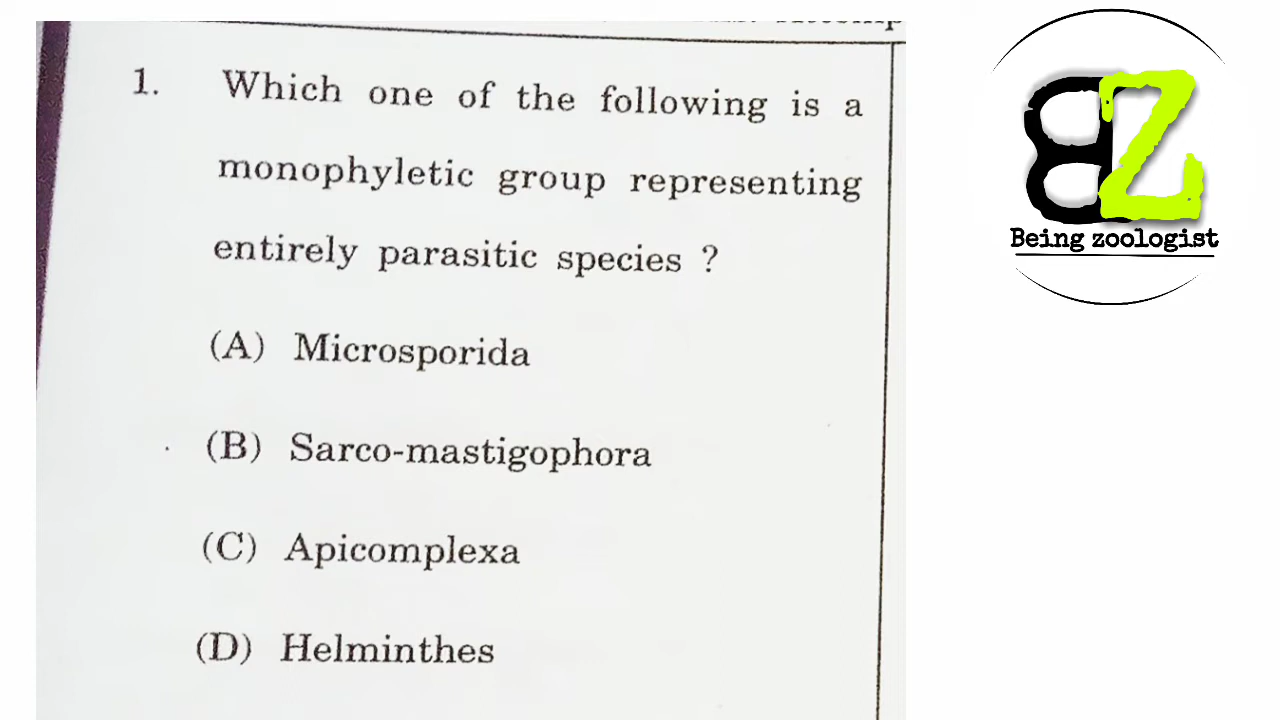 1. Which one of the following is a
monophyletic group representing
entirely parasitic species ?
(A) Microsporida
(B) Sarco-mastigophora
(C) Apicomplexa
(D) Helminthes
BZ
Being zoologist